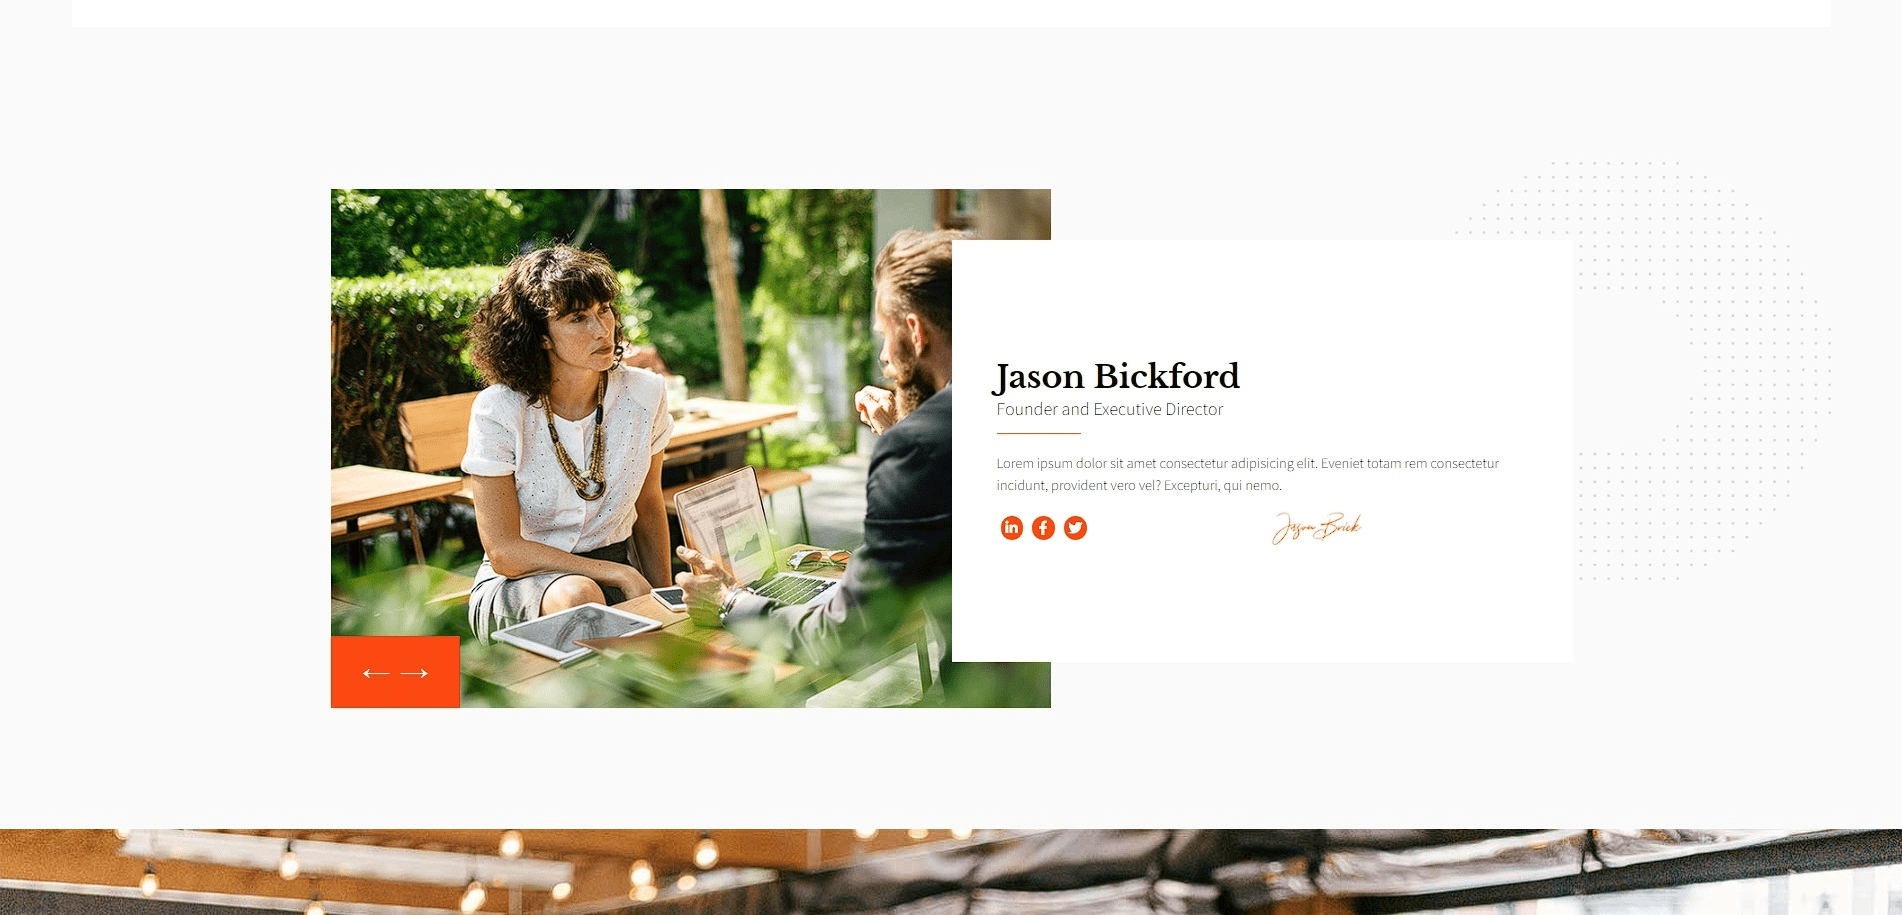 Jason Bickford
Founder and Executive Director
Lorem ipsum dolor sit amet consectetur adipisicing elit. Eveniet totam rem consectetur
incidunt, provident vero vel? Excepturi, qui nemo.
in f
Jason Brick